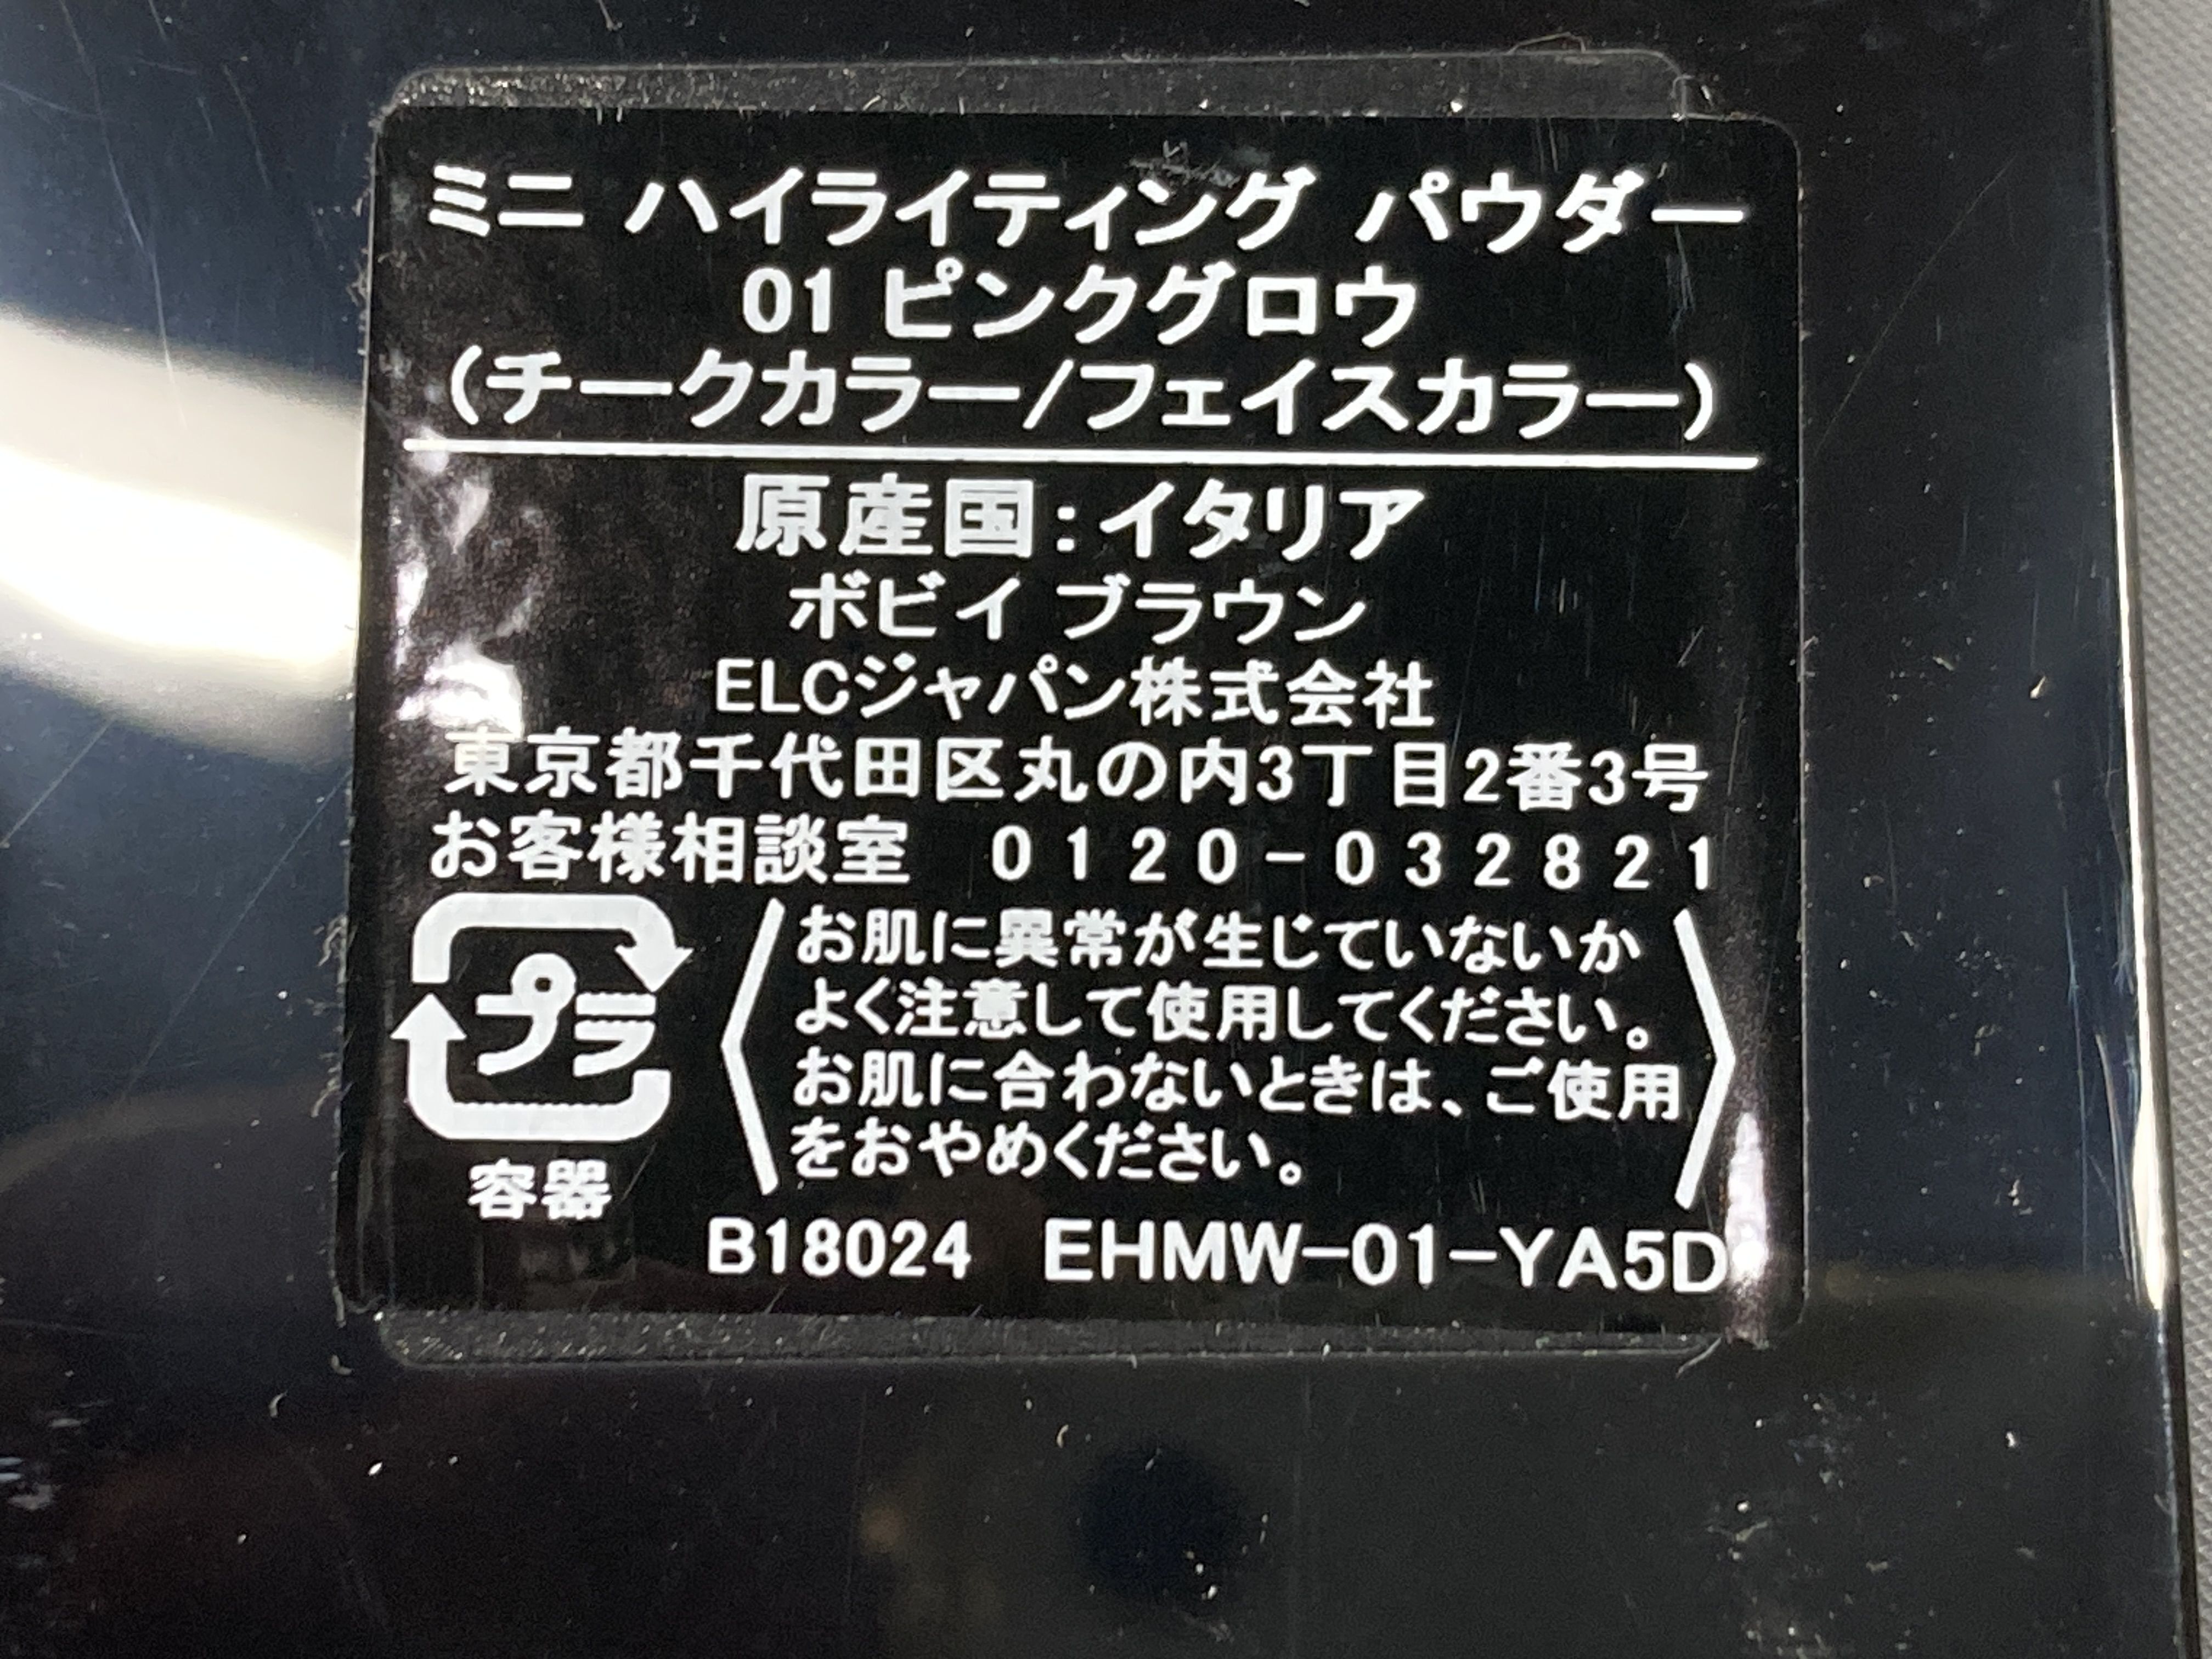 ミニ ハイライティング パウダー
01 ピンクグロウ
(チークカラー/フェイスカラー)
原産国:イタリア
ボビイ ブラウン
ELCジャパン株式会社
東京都千代田区丸の内3丁目2番3号
お客様相談室 0120-032821
プラ
容器
お肌に異常が生じていないか
よく注意して使用してください。
お肌に合わないときは、ご使用
をおやめください。
B18024 EHMW-01-YA5D